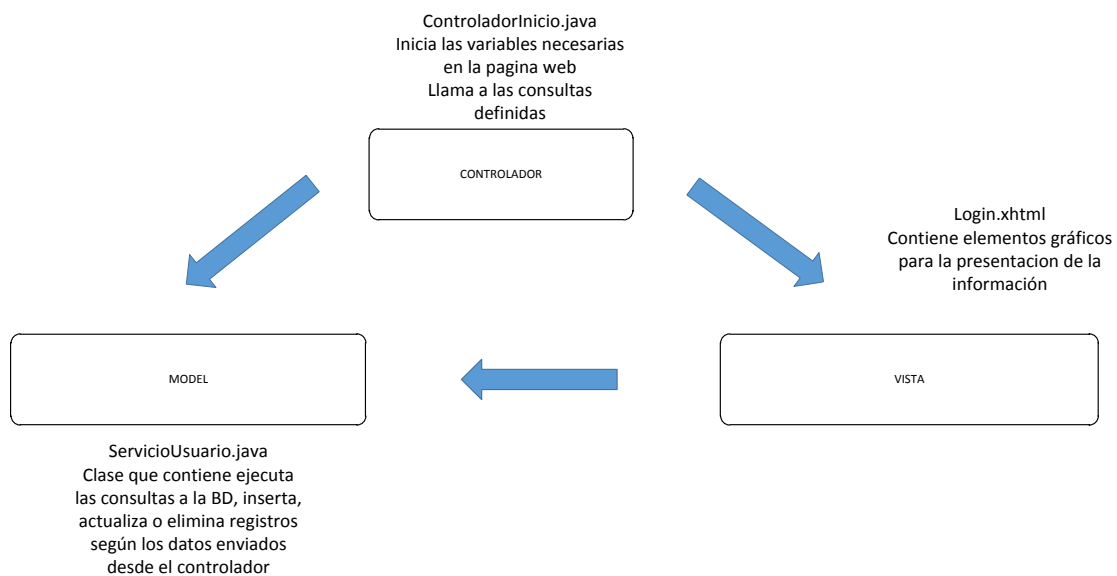 ControladorInicio.java
Inicia las variables necesarias
en la pagina web
Llama a las consultas
definidas
CONTROLADOR
Login.xhtml
Contiene elementos gráficos
para la presentacion de la
información
MODEL
VISTA
ServicioUsuario.java
Clase que contiene ejecuta
las consultas a la BD, inserta,
actualiza o elimina registros
según los datos enviados
desde el controlador